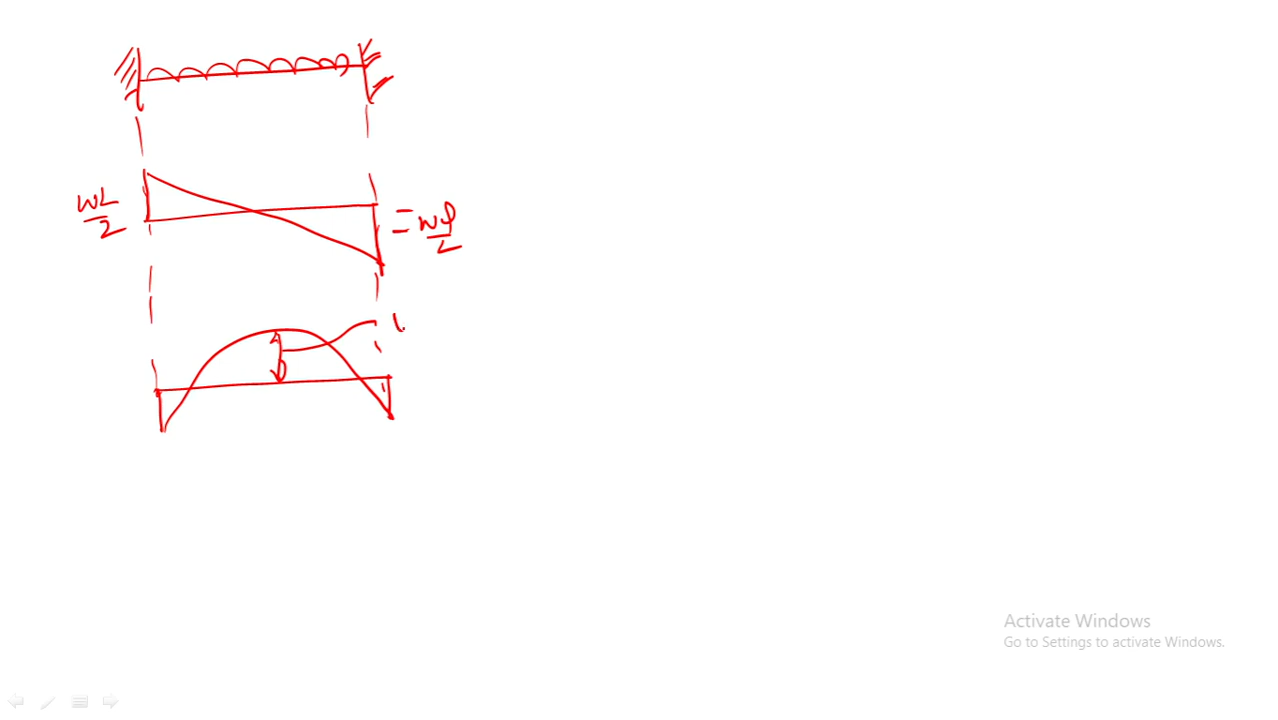 wL
2
= wl
2
Activate Windows
Go to Settings to activate Windows.